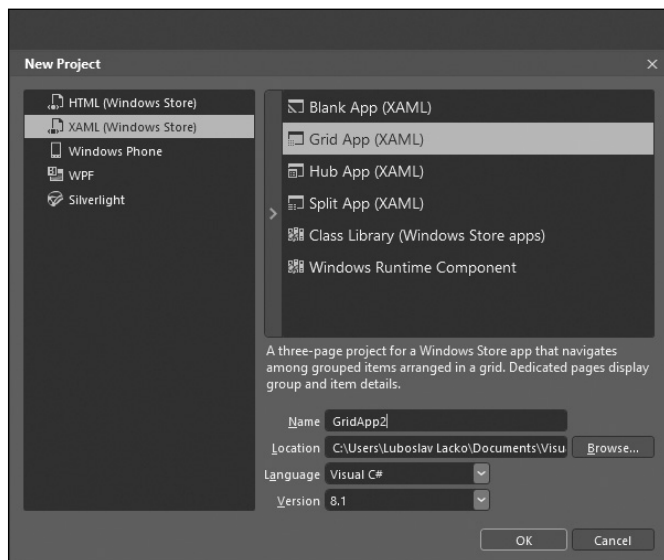 New Project
HTML (Windows Store)
XAML (Windows Store)
Windows Phone
WPF
Silverlight
Blank App (XAML)
Grid App (XAML)
Hub App (XAML)
Split App (XAML)
Class Library (Windows Store apps)
Windows Runtime Component
A three-page project for a Windows Store app that navigates
among grouped items arranged in a grid. Dedicated pages display
group and item details.
Name GridApp2
Location C:\Users\Luboslav Lacko\Documents\Visu Browse...
Language Visual C#
Version 8.1
OK Cancel